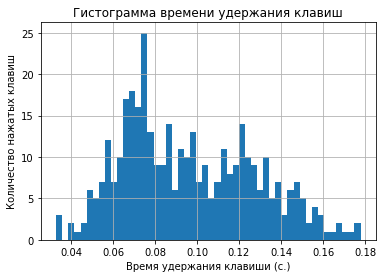 Гистограмма времени удержания клавиш
Количество нажатых клавиш
25
20
15
10
5
0
0.04 0.06 0.08 0.10 0.12 0.14 0.16 0.18
Время удержания клавиши (с.)